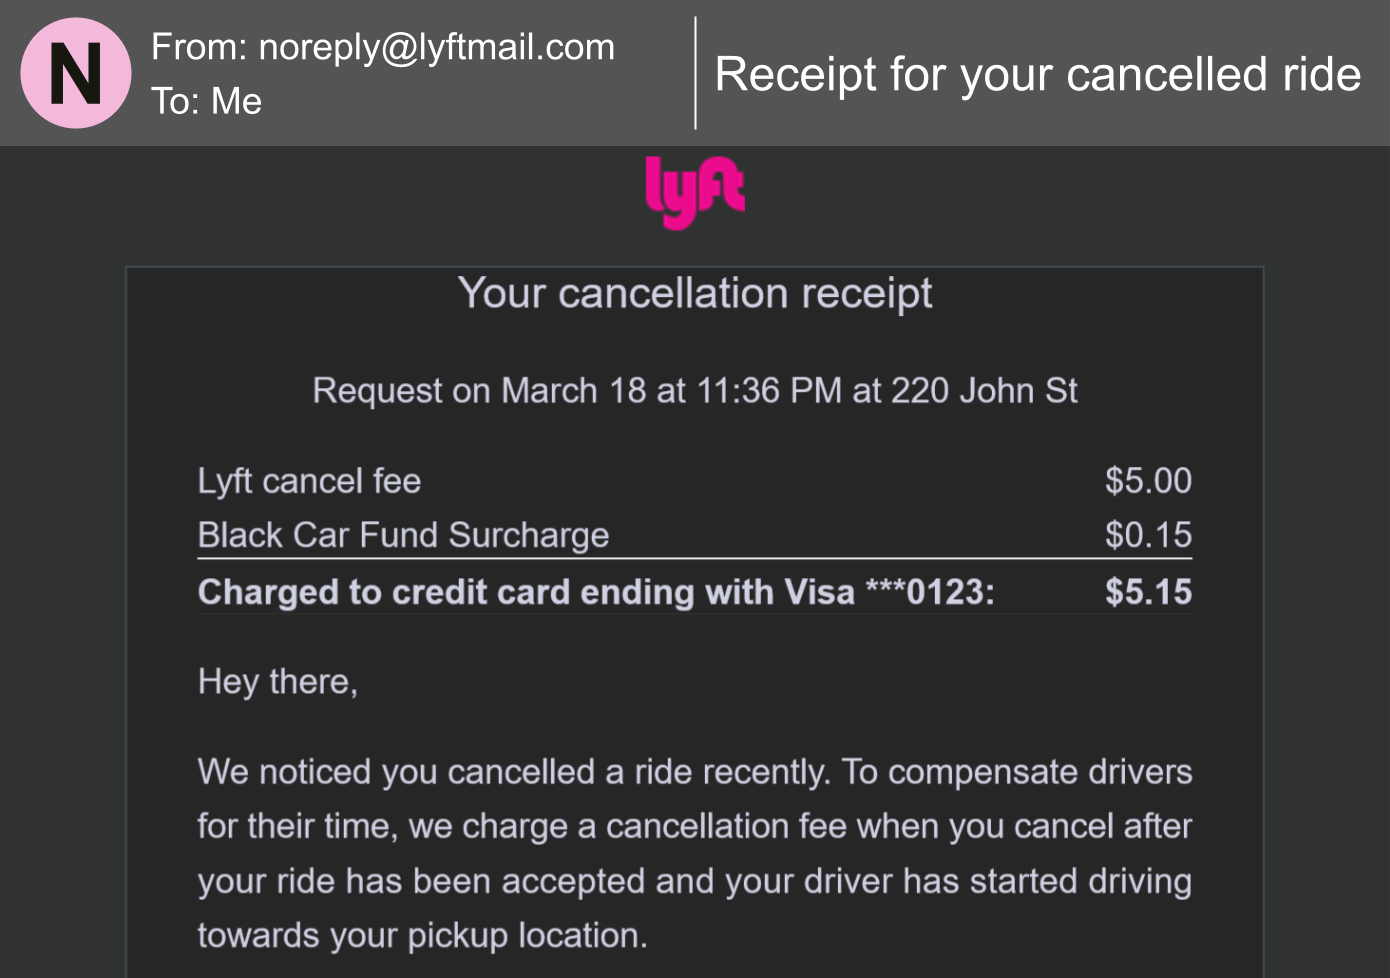 N
From: noreply@lyftmail.com
To: Me
Receipt for your cancelled ride
lyft
Your cancellation receipt
Request on March 18 at 11:36 PM at 220 John St
Lyft cancel fee $5.00
Black Car Fund Surcharge $0.15
Charged to credit card ending with Visa ***0123: $5.15
Hey there,
We noticed you cancelled a ride recently. To compensate drivers
for their time, we charge a cancellation fee when you cancel after
your ride has been accepted and your driver has started driving
towards your pickup location.